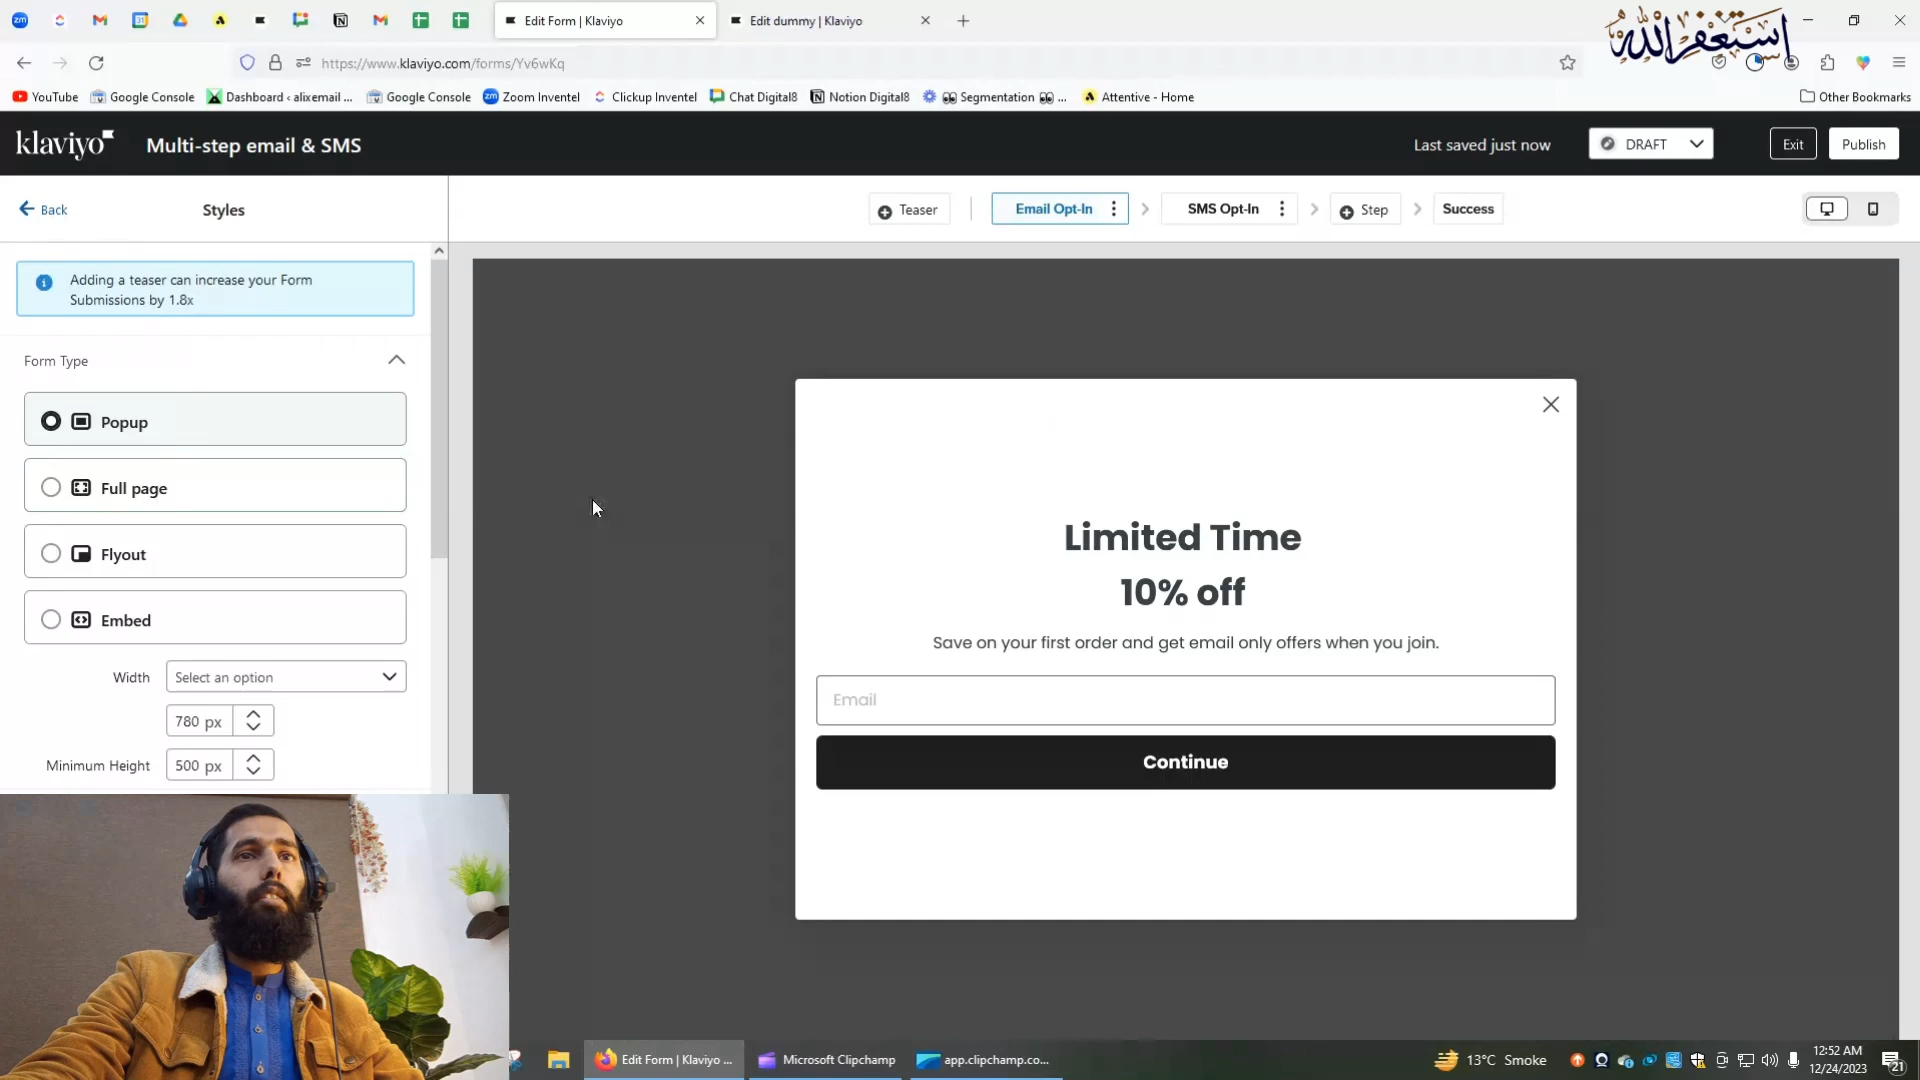 Edit Form | Klaviyo
Edit dummy | Klaviyo
استغفر الله
https://www.klaviyo.com/forms/Yv6wKq
YouTube
Google Console
Dashboard ‹ alixemail ...
Google Console
Zoom Inventel
Clickup Inventel
Chat Digital8
Notion Digital8
Segmentation 👀 ...
Attentive - Home
Other Bookmarks
klaviyo
Multi-step email & SMS
Last saved just now
DRAFT
Exit
Publish
Back
Styles
Teaser
Email Opt-In
SMS Opt-In
Step
Success
Adding a teaser can increase your Form
Submissions by 1.8x
Form Type
Popup
Full page
Flyout
Embed
Width
Select an option
780 px
Minimum Height
500 px
Limited Time
10% off
Save on your first order and get email only offers when you join.
Email
Continue
Edit Form | Klaviyo ...
Microsoft Clipchamp
app.clipchamp.co...
13°C Smoke
12:52 AM
12/24/2023
21